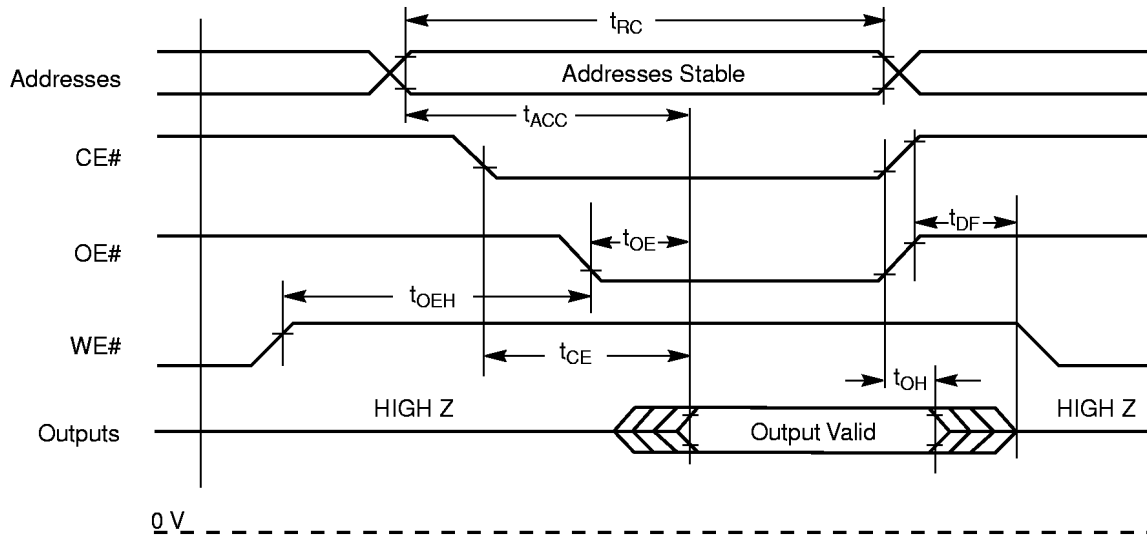 tRC
Addresses
Addresses Stable
tACC
CE#
tDF
OE#
tOE
tOEH
WE#
tCE
tOH
HIGH Z
HIGH Z
Outputs
Output Valid
0 V